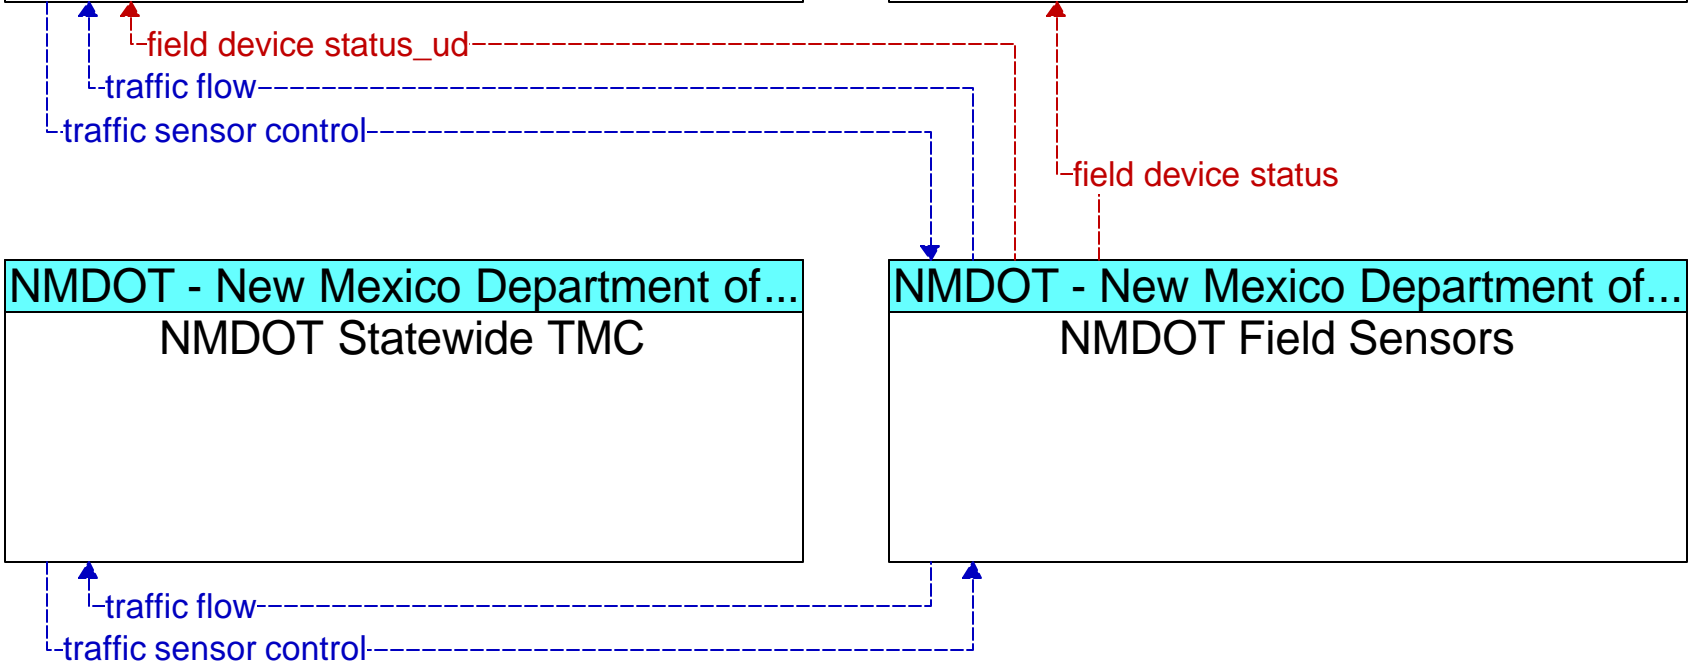 field device status_ud
traffic flow
traffic sensor control
field device status
NMDOT - New Mexico Department of...
NMDOT Statewide TMC
NMDOT - New Mexico Department of...
NMDOT Field Sensors
traffic flow
traffic sensor control